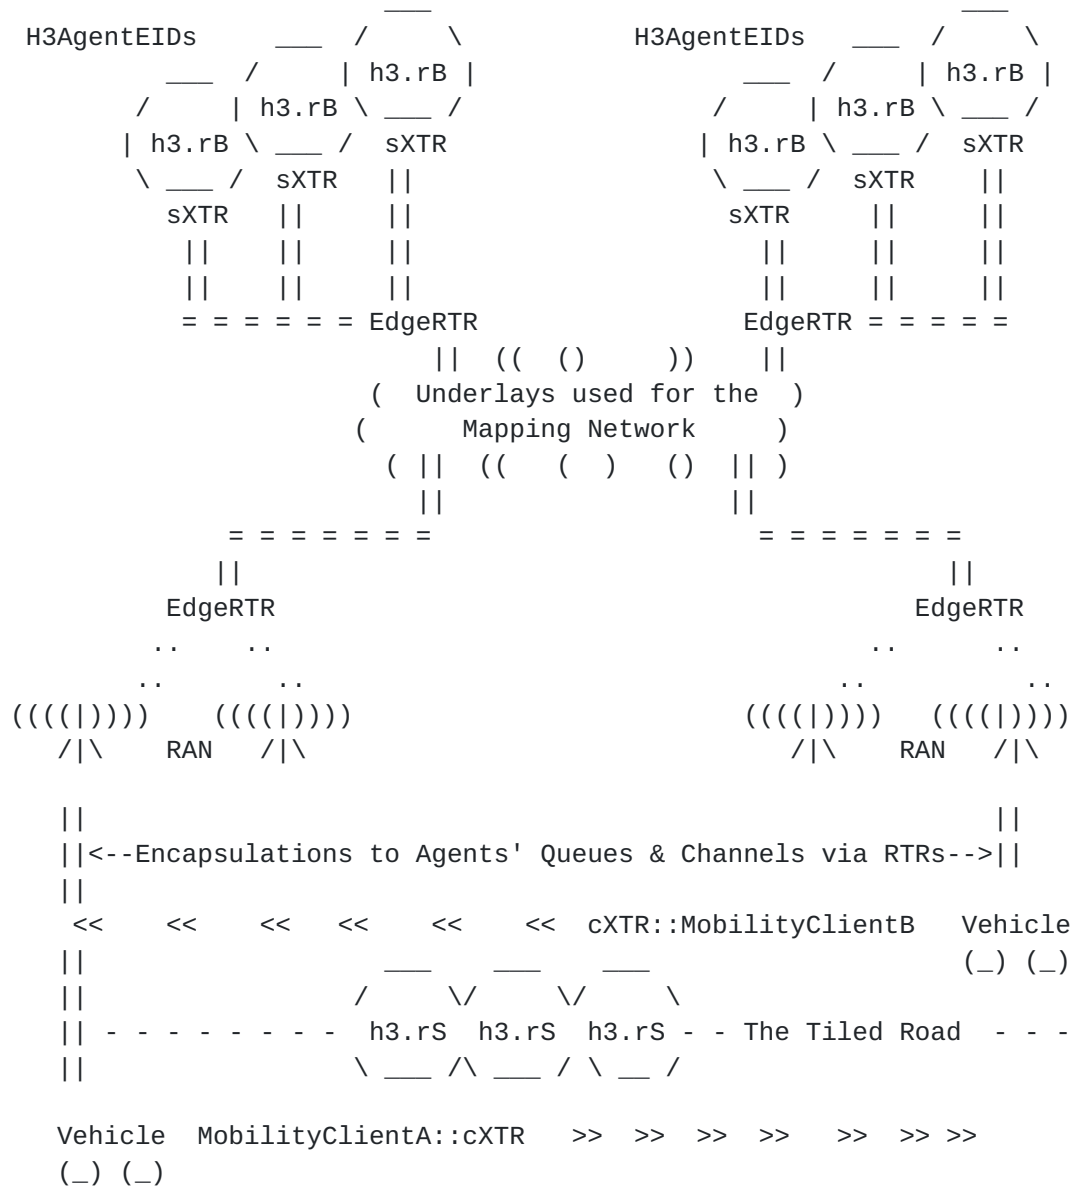 H3AgentEIDs H3AgentEIDs
h3.rB h3.rB
h3.rB h3.rB
h3.rB sXTR h3.rB sXTR
sXTR sXTR
sXTR sXTR
= = = = = = EdgeRTR EdgeRTR = = = = =
Underlays used for the
Mapping Network
= = = = = = = = = = = = = =
EdgeRTR EdgeRTR
((((|)))) ((((|)))) ((((|)))) ((((|))))
/|\ RAN /|\ /|\ RAN /|\
||<--Encapsulations to Agents' Queues & Channels via RTRs-->||
<< << << << << << cXTR::MobilityClientB Vehicle
(_) (_)
|| - - - - - - - - h3.rS h3.rS h3.rS - - The Tiled Road - - -
Vehicle MobilityClientA::cXTR >> >> >> >> >> >> >>
(_) (_)